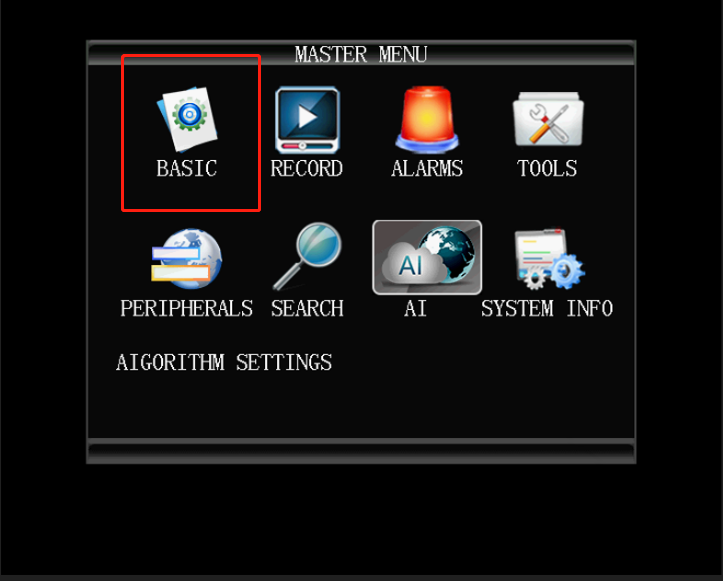 MASTER MENU
BASIC RECORD ALARMS TOOLS
AI
PERIPHERALS SEARCH AI SYSTEM INFO
AIGORITHM SETTINGS